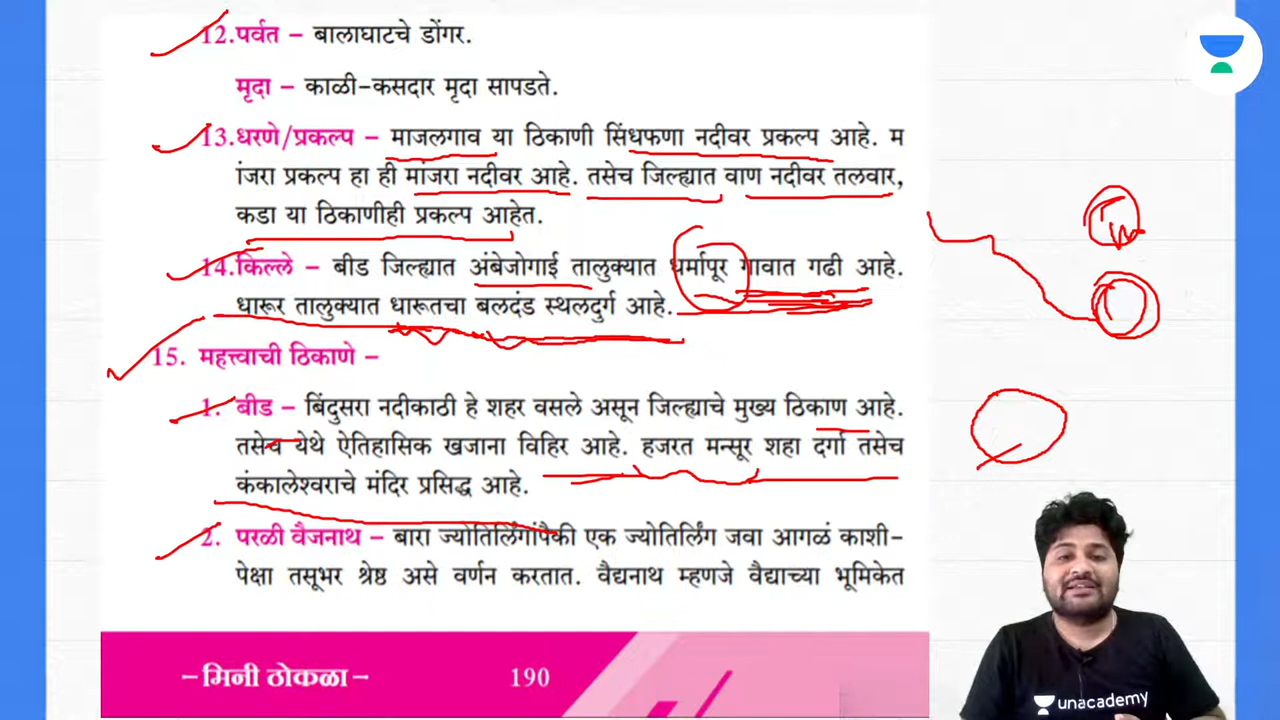 12.पर्वत – बालाघाटचे डोंगर.
मृदा – काळी-कसदार मृदा सापडते.
13.धरणे/प्रकल्प – माजलगाव या ठिकाणी सिंधफणा नदीवर प्रकल्प आहे. म
ांजरा प्रकल्प हा ही मांजरा नदीवर आहे. तसेच जिल्ह्यात वाण नदीवर तलवार,
कडा या ठिकाणीही प्रकल्प आहेत.
14.किल्ले – बीड जिल्ह्यात अंबेजोगाई तालुक्यात धर्मापूर गावात गढी आहे.
धारूर तालुक्यात धारूतचा बलदंड स्थलदुर्ग आहे.
15. महत्त्वाची ठिकाणे –
1. बीड – बिंदुसरा नदीकाठी हे शहर वसले असून जिल्ह्याचे मुख्य ठिकाण आहे.
तसेच येथे ऐतिहासिक खजाना विहिर आहे. हजरत मन्सूर शहा दर्गा तसेच
कंकालेश्वराचे मंदिर प्रसिद्ध आहे.
2. परळी वैजनाथ – बारा ज्योतिर्लिंगांपैकी एक ज्योतिर्लिंग जवा आगळं काशी-
पेक्षा तसूभर श्रेष्ठ असे वर्णन करतात. वैद्यनाथ म्हणजे वैद्याच्या भूमिकेत
–मिनी ठोकळा– 190
unacademy